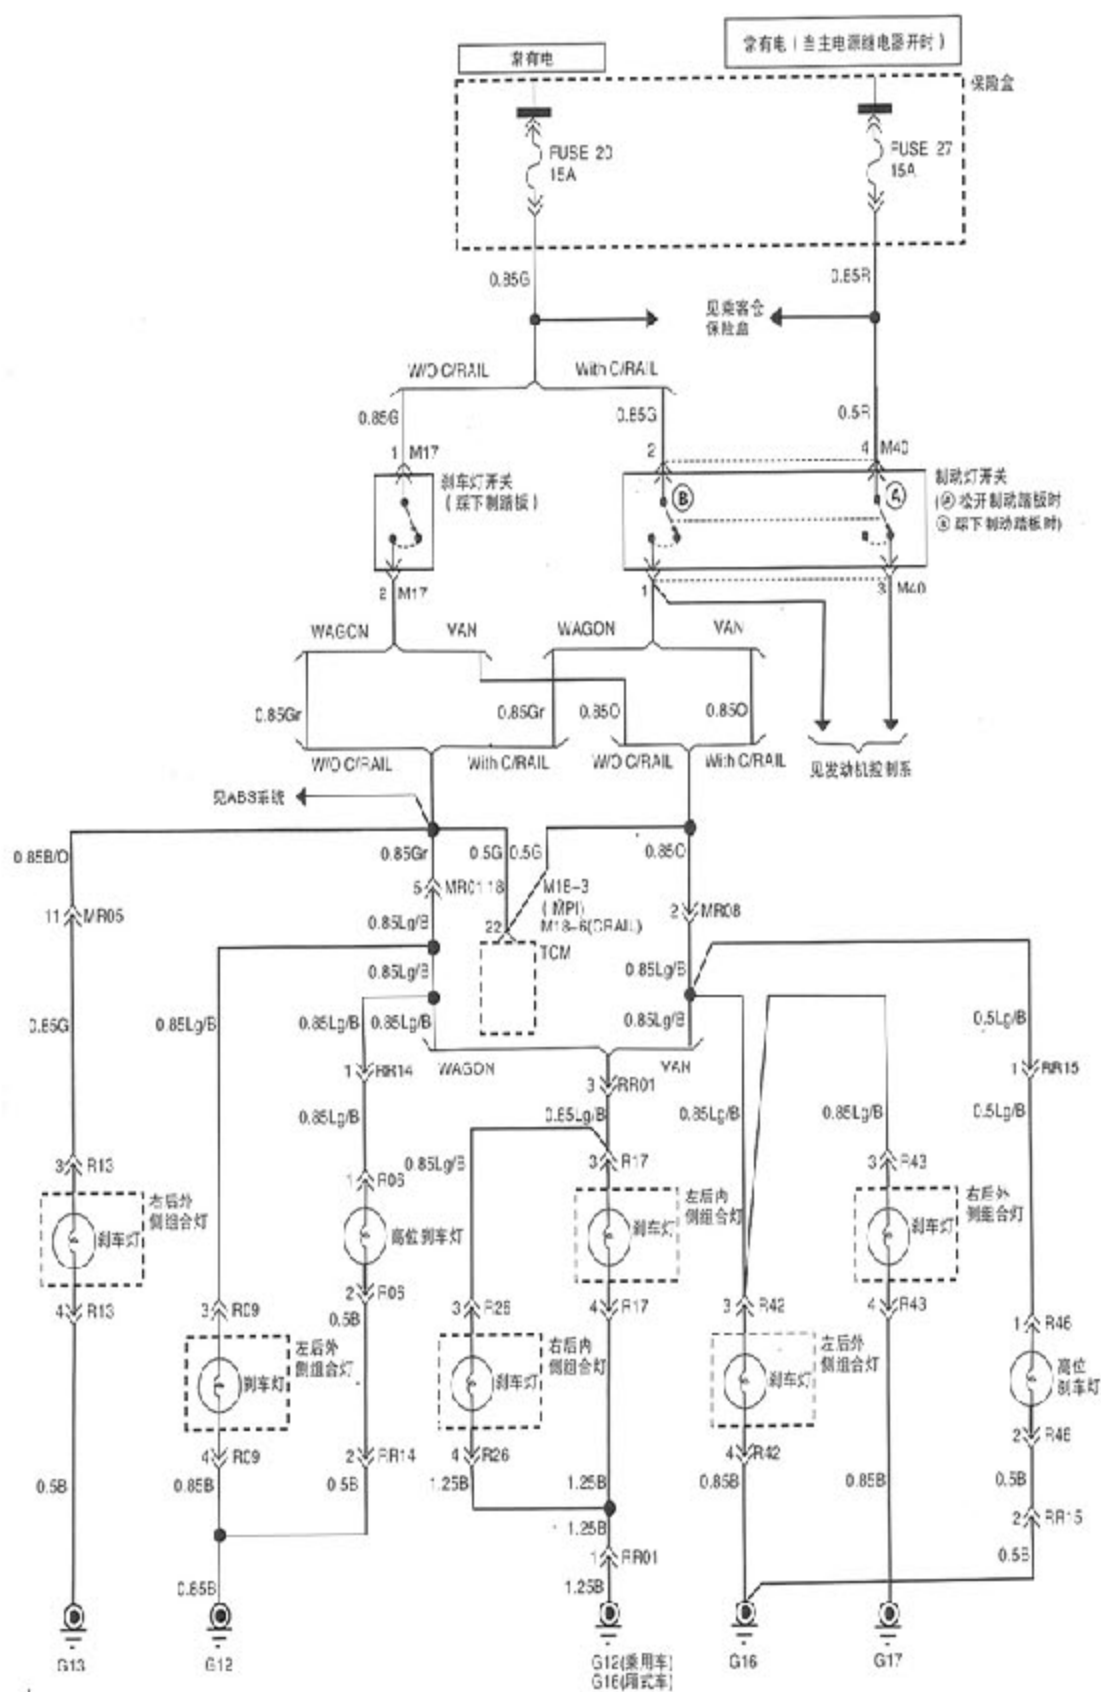 常有电
常有电（当主电源继电器开时）
保险盒
FUSE 20
15A
FUSE 27
15A
0.85G
0.85R
见乘客仓
保险盒
W/O C/RAIL
With C/RAIL
0.85G
0.85G
0.5R
1 M17
2
4 M40
刹车灯开关
（踩下制踏板）
B
A
制动灯开关
(Ⓐ 松开制动踏板时
Ⓑ 踩下制动踏板时)
2 M17
1
3 M40
WAGON
VAN
WAGON
VAN
0.85Gr
0.85Gr
0.85O
0.85O
W/O C/RAIL
With C/RAIL
W/O C/RAIL
With C/RAIL
见发动机控制系
见ABS系统
0.85B/O
0.85Gr
0.5G
0.5G
0.85O
11 MR05
5 MR01
18
M18-3
(MPI)
M18-6(CRAIL)
2 MR08
0.85Lg/B
22
TCM
0.85Lg/B
0.85Lg/B
0.85G
0.85Lg/B
0.85Lg/B
0.85Lg/B
0.85Lg/B
0.5Lg/B
1 RR14
WAGON
VAN
3 RR01
1 RR15
0.85Lg/B
0.85Lg/B
0.85Lg/B
0.85Lg/B
0.5Lg/B
0.85Lg/B
3 R13
1 R06
3 R17
3 R43
右后外
侧组合灯
刹车灯
高位刹车灯
左后内
侧组合灯
刹车灯
右后外
侧组合灯
刹车灯
4 R13
2 R06
4 R17
4 R43
3 R09
0.5B
3 R26
3 R42
1 R46
左后外
侧组合灯
刹车灯
右后内
侧组合灯
刹车灯
左后外
侧组合灯
刹车灯
高位
刹车灯
4 R09
2 RR14
4 R26
4 R42
2 R46
0.5B
0.85B
0.5B
1.25B
1.25B
0.85B
0.85B
0.5B
1.25B
2 RR15
1 RR01
0.5B
0.85B
1.25B
G13
G12
G12(乘用车)
G16(厢式车)
G16
G17